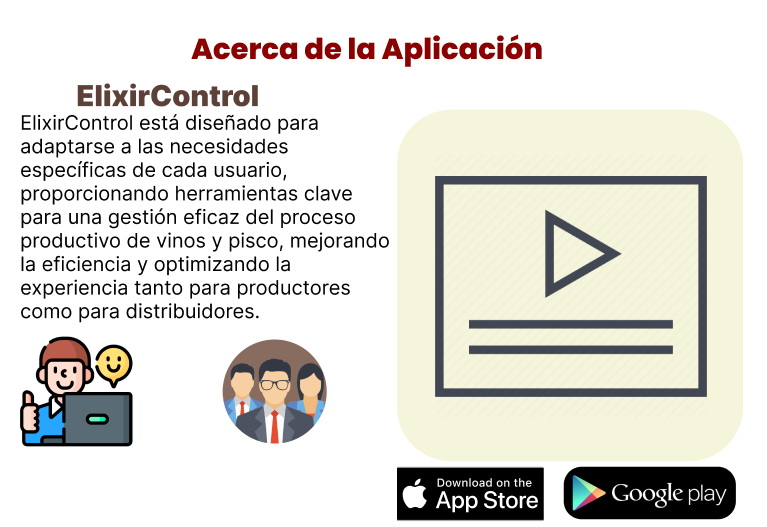 Acerca de la Aplicación
ElixirControl
ElixirControl está diseñado para
adaptarse a las necesidades
específicas de cada usuario,
proporcionando herramientas clave
para una gestión eficaz del proceso
productivo de vinos y pisco, mejorando
la eficiencia y optimizando la
experiencia tanto para productores
como para distribuidores.
Download on the
App Store
Google play